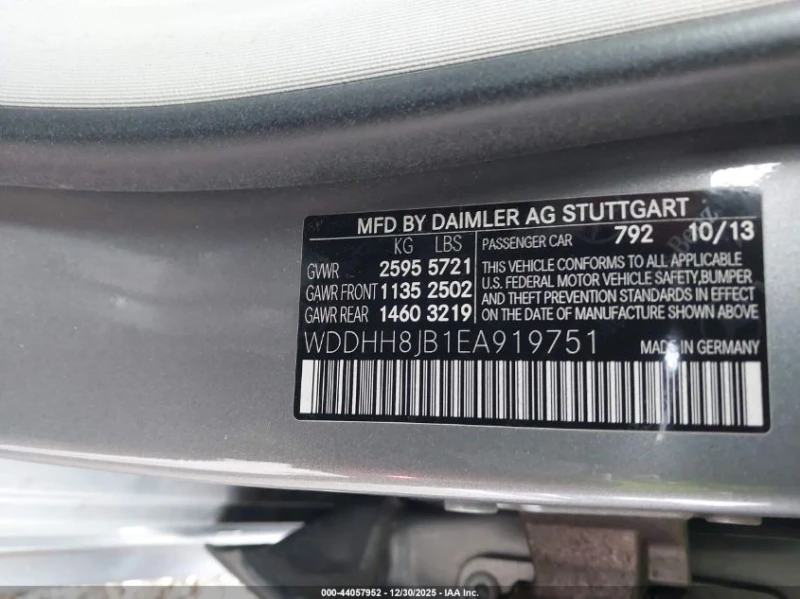 MFD BY DAIMLER AG STUTTGART
KG LBS
GVWR 2595 5721
GAWR FRONT 1135 2502
GAWR REAR 1460 3219
PASSENGER CAR 792 10/13
THIS VEHICLE CONFORMS TO ALL APPLICABLE
U.S. FEDERAL MOTOR VEHICLE SAFETY,BUMPER
AND THEFT PREVENTION STANDARDS IN EFFECT
ON THE DATE OF MANUFACTURE SHOWN ABOVE.
WDDHH8JB1EA919751 MADE IN GERMANY
000-44057952 - 12/30/2025 - IAA Inc.